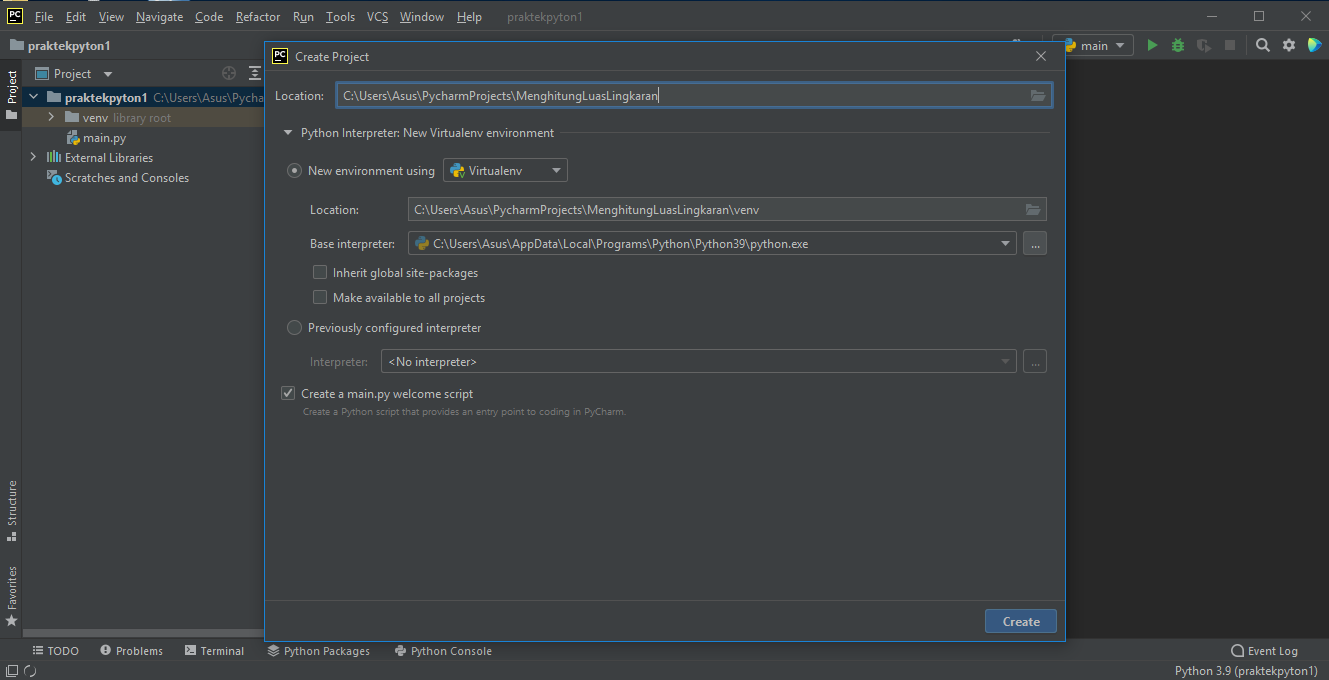 PC File Edit View Navigate Code Refactor Run Tools VCS Window Help praktekpyton1
praktekpyton1
main
PC Create Project
Project
Project
Location: C:\Users\Asus\PycharmProjects\MenghitungLuasLingkaran
praktekpyton1 C:\Users\Asus\Pycha
venv library root
main.py
External Libraries
Scratches and Consoles
Python Interpreter: New Virtualenv environment
New environment using Virtualenv
Location: C:\Users\Asus\PycharmProjects\MenghitungLuasLingkaran\venv
Base interpreter: C:\Users\Asus\AppData\Local\Programs\Python\Python39\python.exe ...
Inherit global site-packages
Make available to all projects
Previously configured interpreter
Interpreter: <No interpreter> ...
Create a main.py welcome script
Create a Python script that provides an entry point to coding in PyCharm.
Structure
Favorites
Create
TODO Problems Terminal Python Packages Python Console Event Log
Python 3.9 (praktekpyton1)